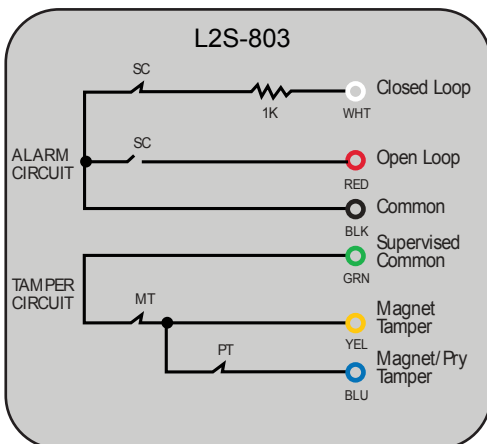 L2S-803
SC
Closed Loop
1K
WHT
ALARM
CIRCUIT
SC
Open Loop
RED
Common
BLK
Supervised
Common
GRN
TAMPER
CIRCUIT
MT
Magnet
Tamper
YEL
PT
Magnet/Pry
Tamper
BLU